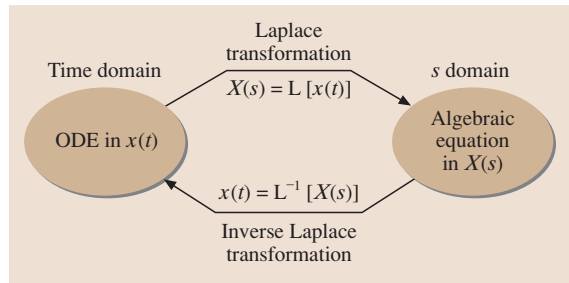 Laplace
transformation
Time domain
s domain
X(s) = L [x(t)]
ODE in x(t)
Algebraic
equation
in X(s)
x(t) = L⁻¹ [X(s)]
Inverse Laplace
transformation